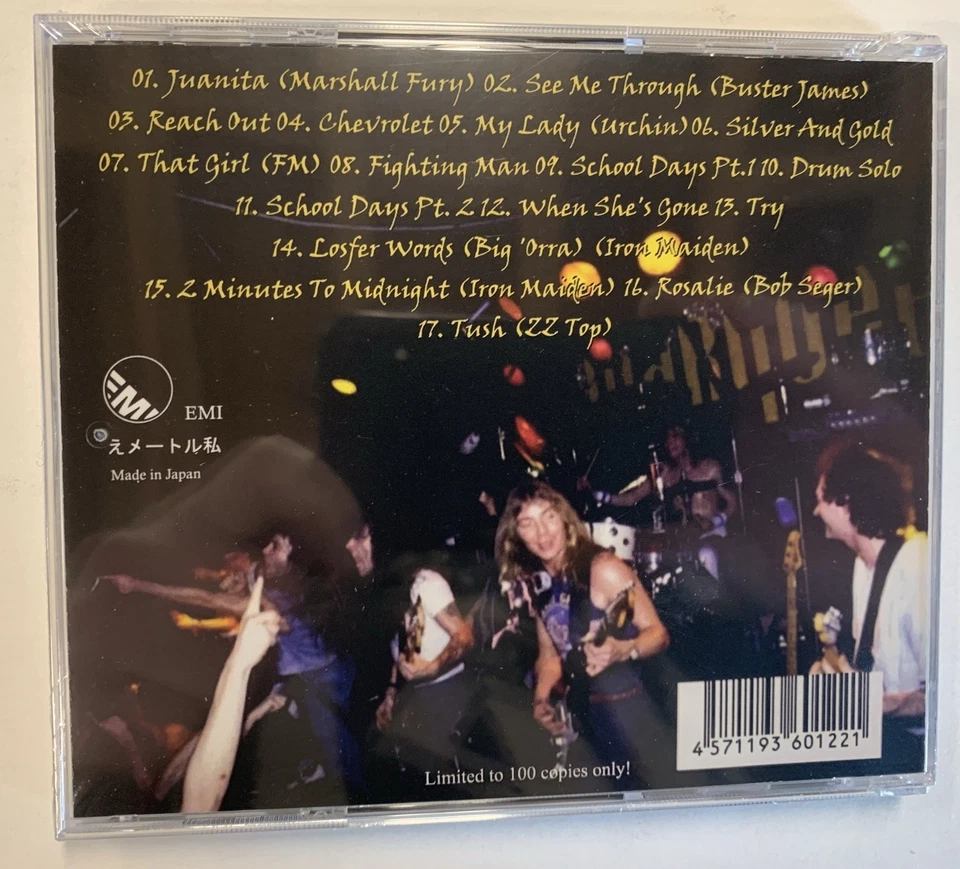 01. Juanita (Marshall Fury) 02. See Me Through (Buster James)
03. Reach Out 04. Chevrolet 05. My Lady (Urchin) 06. Silver And Gold
07. That Girl (FM) 08. Fighting Man 09. School Days Pt.1 10. Drum Solo
11. School Days Pt. 2 12. When She's Gone 13. Try
14. Losfer Words (Big 'Orra) (Iron Maiden)
15. 2 Minutes To Midnight (Iron Maiden) 16. Rosalie (Bob Seger)
17. Tush (ZZ Top)
EMI EMI
えメートル私
Made in Japan
4 571193 601221
Limited to 100 copies only!